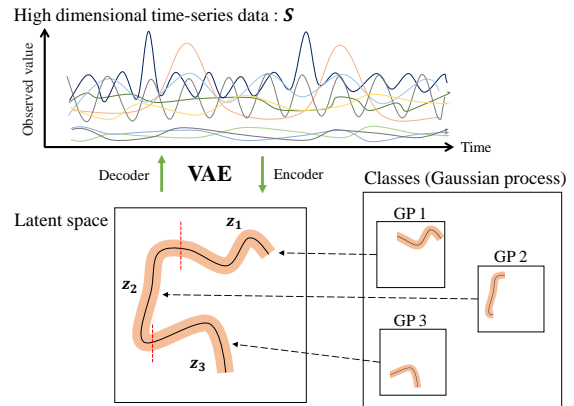 High dimensional time-series data : S
Observed value
Time
Decoder
VAE
Encoder
Classes (Gaussian process)
Latent space
z1
z2
z3
GP 1
GP 2
GP 3